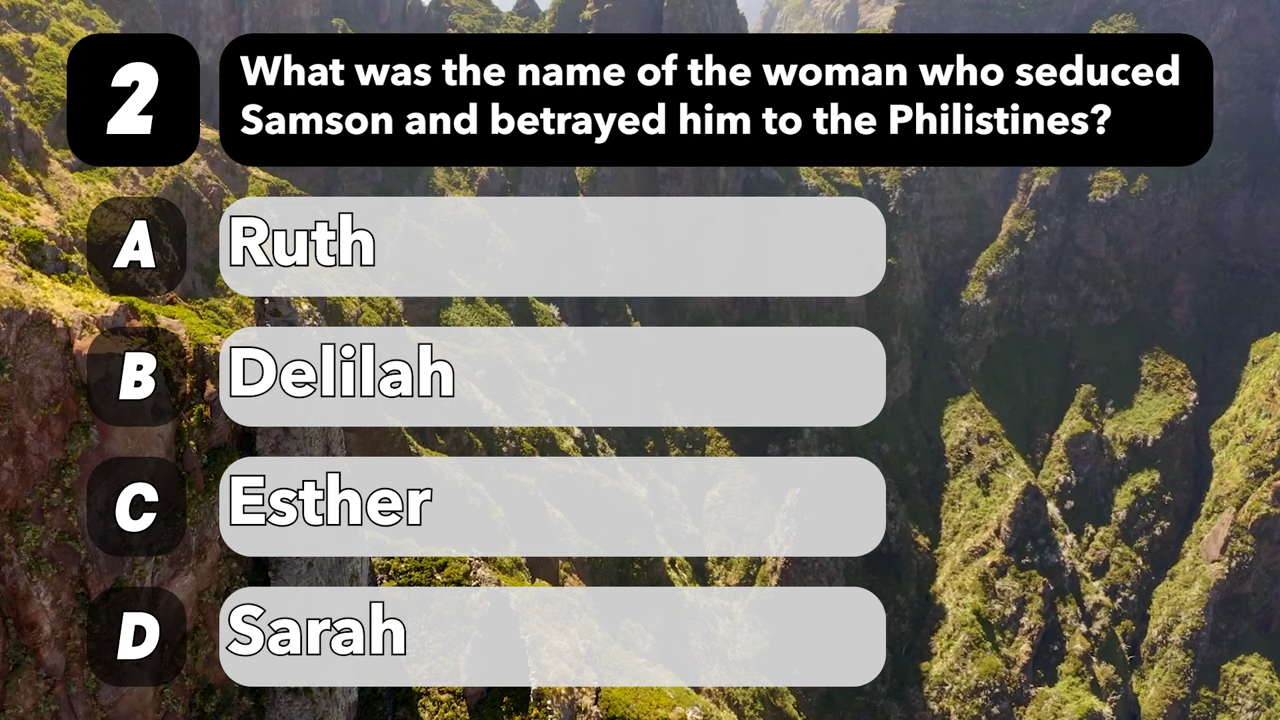 2
What was the name of the woman who seduced
Samson and betrayed him to the Philistines?
A
Ruth
B
Delilah
C
Esther
D
Sarah